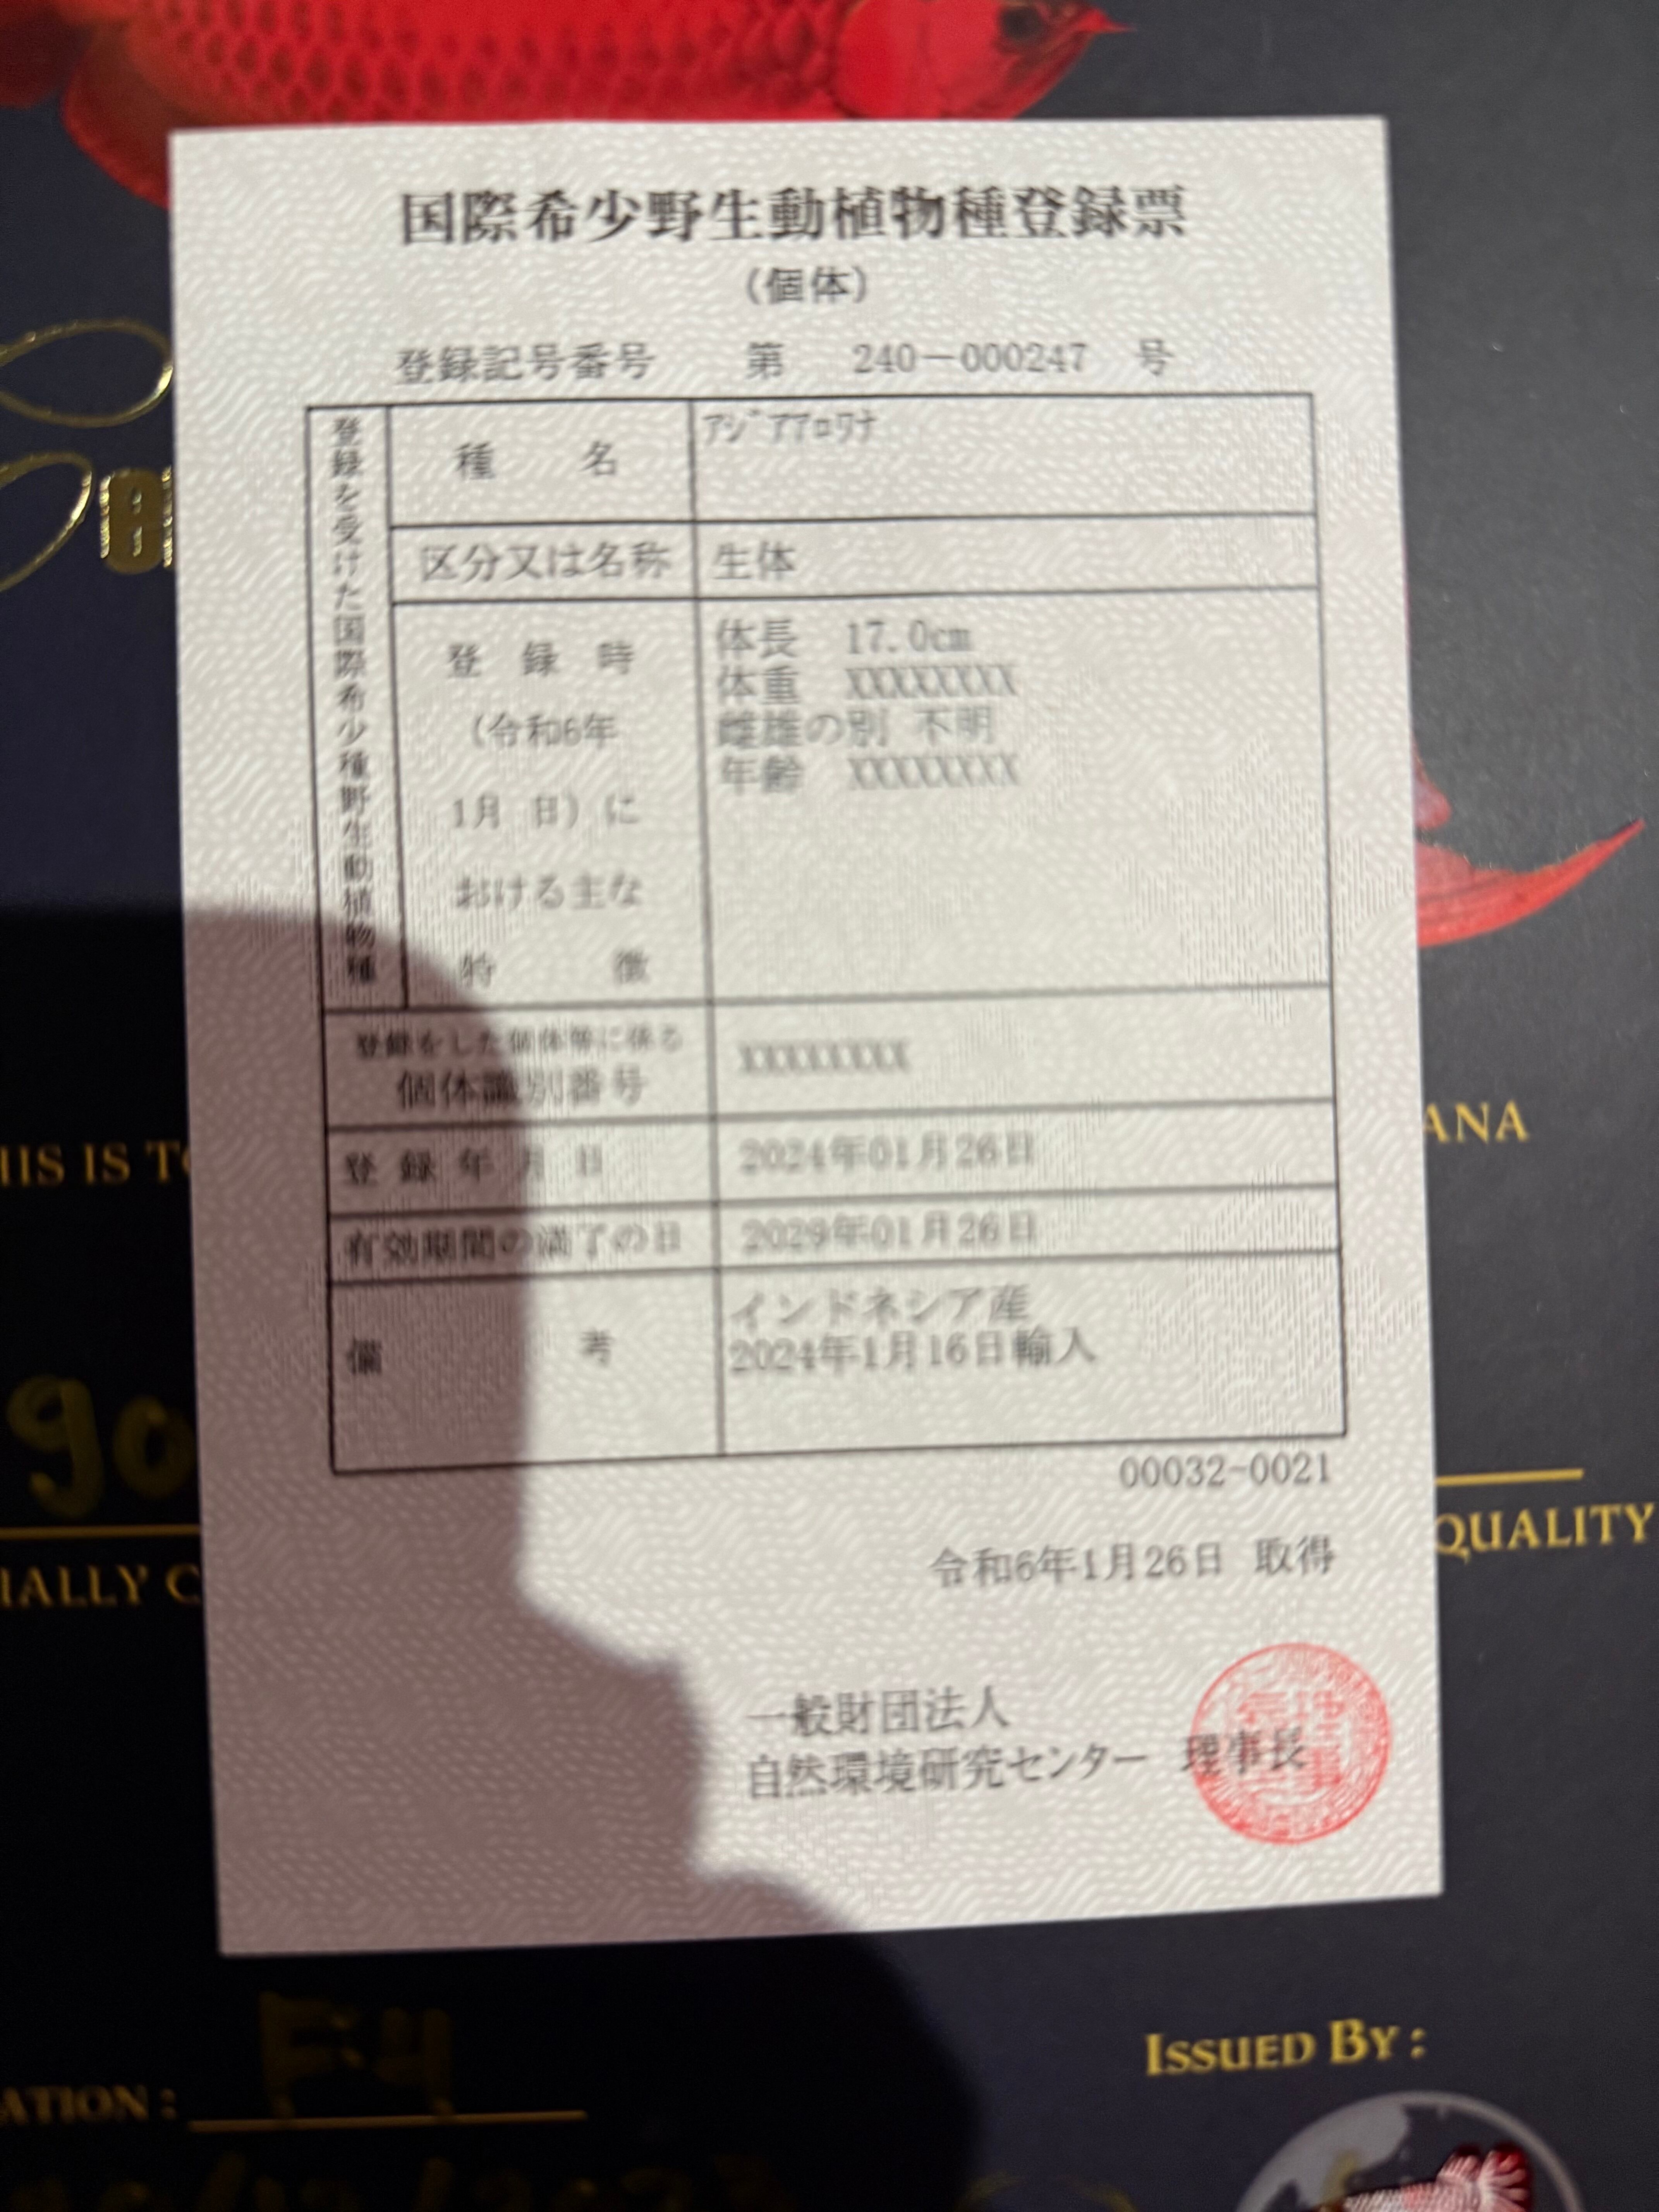 国際希少野生動植物種登録票
(個体)
登録記号番号 第 240-000247 号
登録を受けた国際希少種野生動植物種
種 名
ｱｼﾞｱｱﾛﾜﾅ
区分又は名称
生体
登録時
(令和6年
1月 日)に
おける主な
特 徴
体長 17.0cm
体重 XXXXXXXX
雌雄の別 不明
年齢 XXXXXXXX
登録をした個体等に係る
個体識別番号
XXXXXXXX
登録年月日
2024年01月26日
有効期間の満了の日
2029年01月26日
備 考
インドネシア産
2024年1月16日輸入
00032-0021
令和6年1月26日 取得
一般財団法人
自然環境研究センター 理事長
HIS IS
ANA
90
QUALITY
IALLY
ISSUED BY :
ATION :